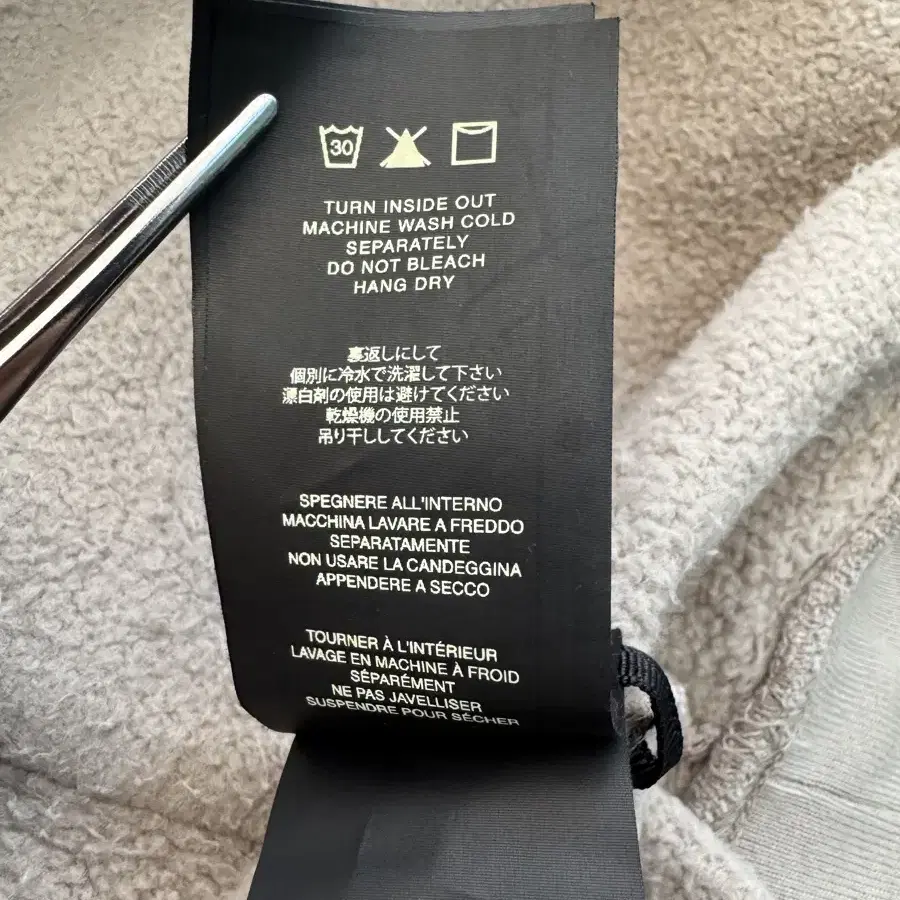 30
TURN INSIDE OUT
MACHINE WASH COLD
SEPARATELY
DO NOT BLEACH
HANG DRY
裏返しにして
個別に冷水で洗濯して下さい
漂白剤の使用は避けてください
乾燥機の使用禁止
吊り干ししてください
SPEGNERE ALL'INTERNO
MACCHINA LAVARE A FREDDO
SEPARATAMENTE
NON USARE LA CANDEGGINA
APPENDERE A SECCO
TOURNER À L'INTÉRIEUR
LAVAGE EN MACHINE À FROID
SÉPARÉMENT
NE PAS JAVELLISER
SUSPENDRE POUR SÉCHER